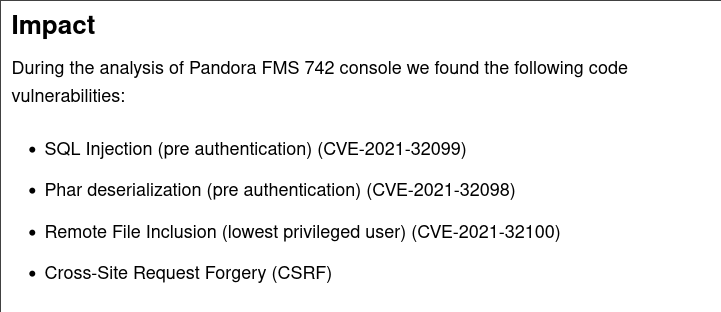 Impact
During the analysis of Pandora FMS 742 console we found the following code
vulnerabilities:
• SQL Injection (pre authentication) (CVE-2021-32099)
• Phar deserialization (pre authentication) (CVE-2021-32098)
• Remote File Inclusion (lowest privileged user) (CVE-2021-32100)
• Cross-Site Request Forgery (CSRF)